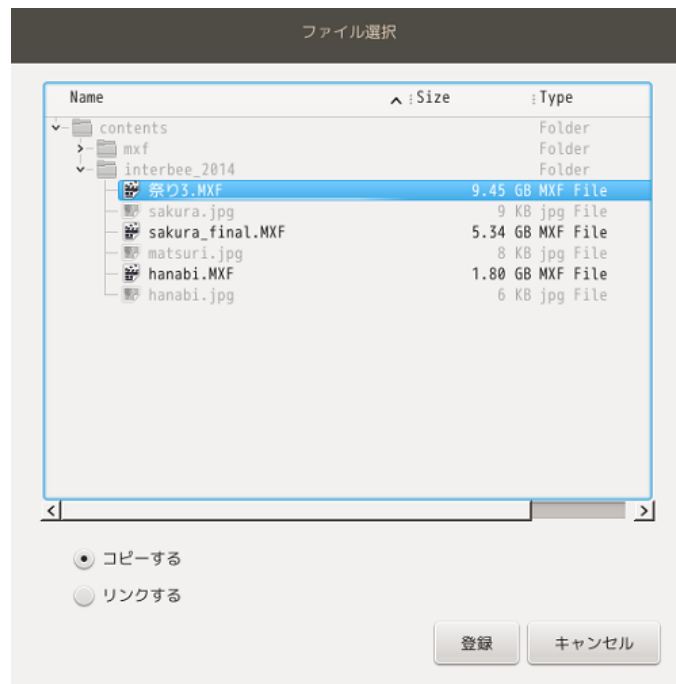 ファイル選択
Name Size Type
contents Folder
mxf Folder
interbee_2014 Folder
祭り3.MXF 9.45 GB MXF File
sakura.jpg 9 KB jpg File
sakura_final.MXF 5.34 GB MXF File
matsuri.jpg 8 KB jpg File
hanabi.MXF 1.80 GB MXF File
hanabi.jpg 6 KB jpg File
コピーする
リンクする
登録 キャンセル